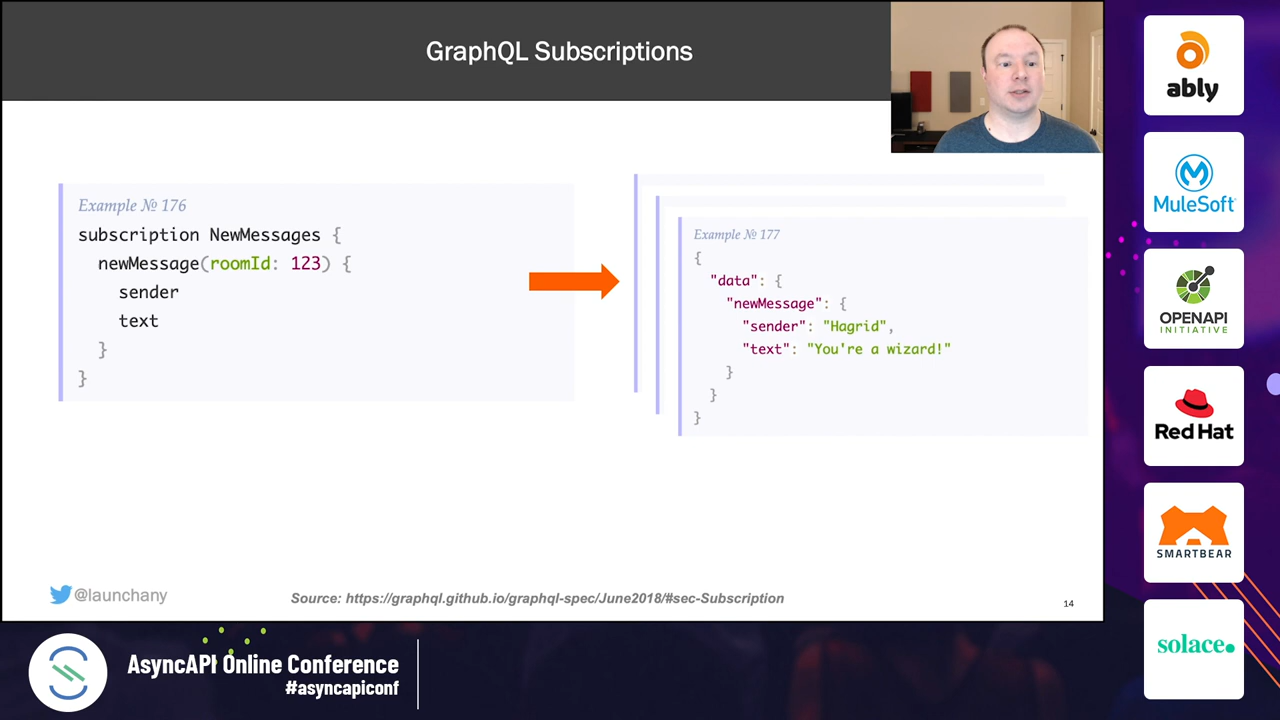 GraphQL Subscriptions
Example № 176
subscription NewMessages {
newMessage(roomId: 123) {
sender
text
}
}
Example № 177
{
"data": {
"newMessage": {
"sender": "Hagrid",
"text": "You're a wizard!"
}
}
}
@launchany
Source: https://graphql.github.io/graphql-spec/June2018/#sec-Subscription
14
ably
MuleSoft
OPENAPI
INITIATIVE
Red Hat
SMARTBEAR
solace.
AsyncAPI Online Conference
#asyncapiconf